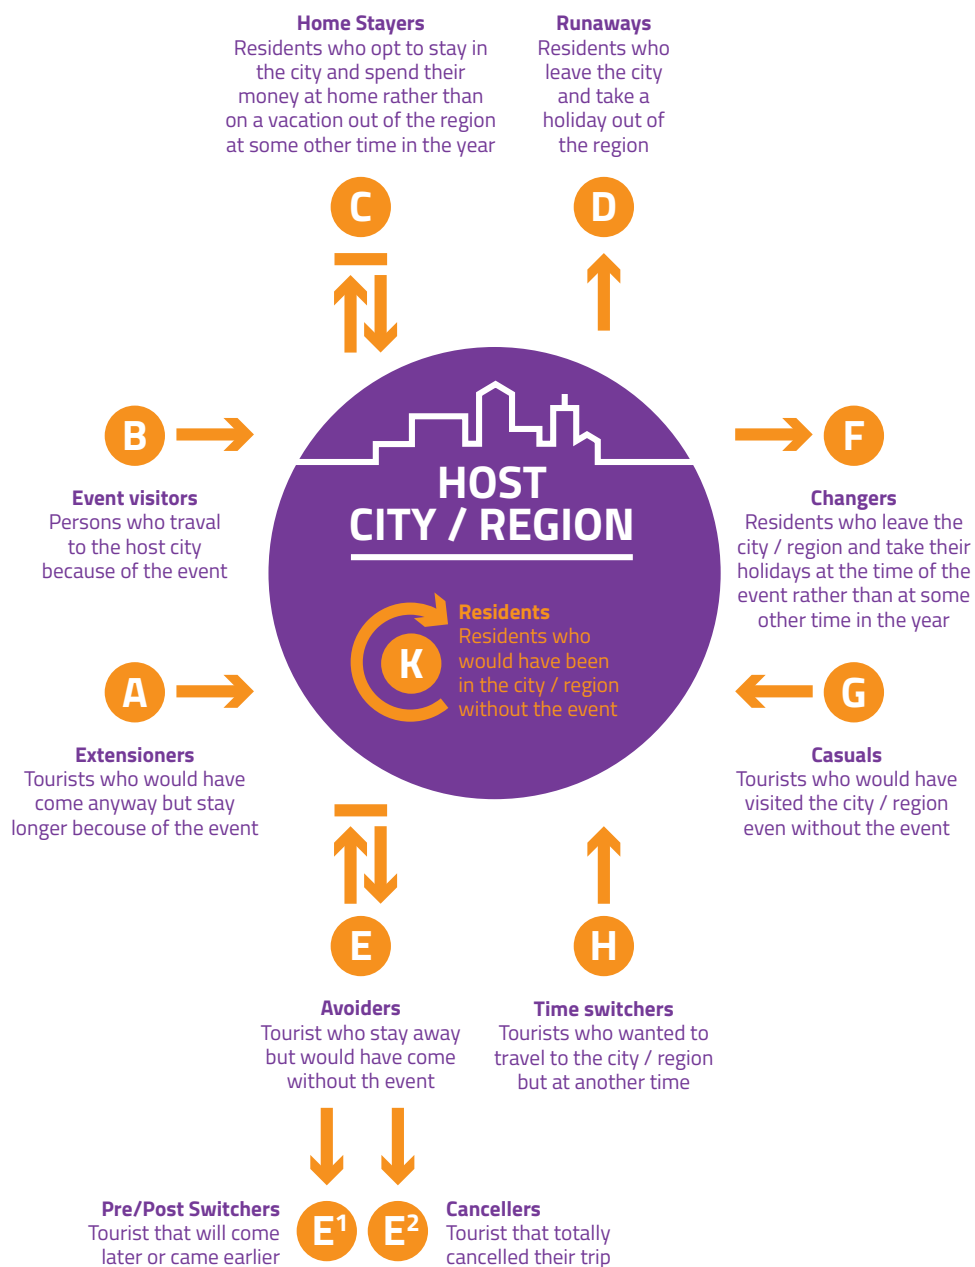 Home Stayers
Residents who opt to stay in
the city and spend their
money at home rather than
on a vacation out of the region
at some other time in the year
C
Runaways
Residents who
leave the city
and take a
holiday out of
the region
D
B
Event visitors
Persons who traval
to the host city
because of the event
HOST
CITY / REGION
K
Residents
Residents who
would have been
in the city / region
without the event
F
Changers
Residents who leave the
city / region and take their
holidays at the time of the
event rather than at some
other time in the year
A
Extensioners
Tourists who would have
come anyway but stay
longer becouse of the event
G
Casuals
Tourists who would have
visited the city / region
even without the event
E
Avoiders
Tourist who stay away
but would have come
without th event
H
Time switchers
Tourists who wanted to
travel to the city / region
but at another time
Pre/Post Switchers
Tourist that will come
later or came earlier
E¹
E²
Cancellers
Tourist that totally
cancelled their trip